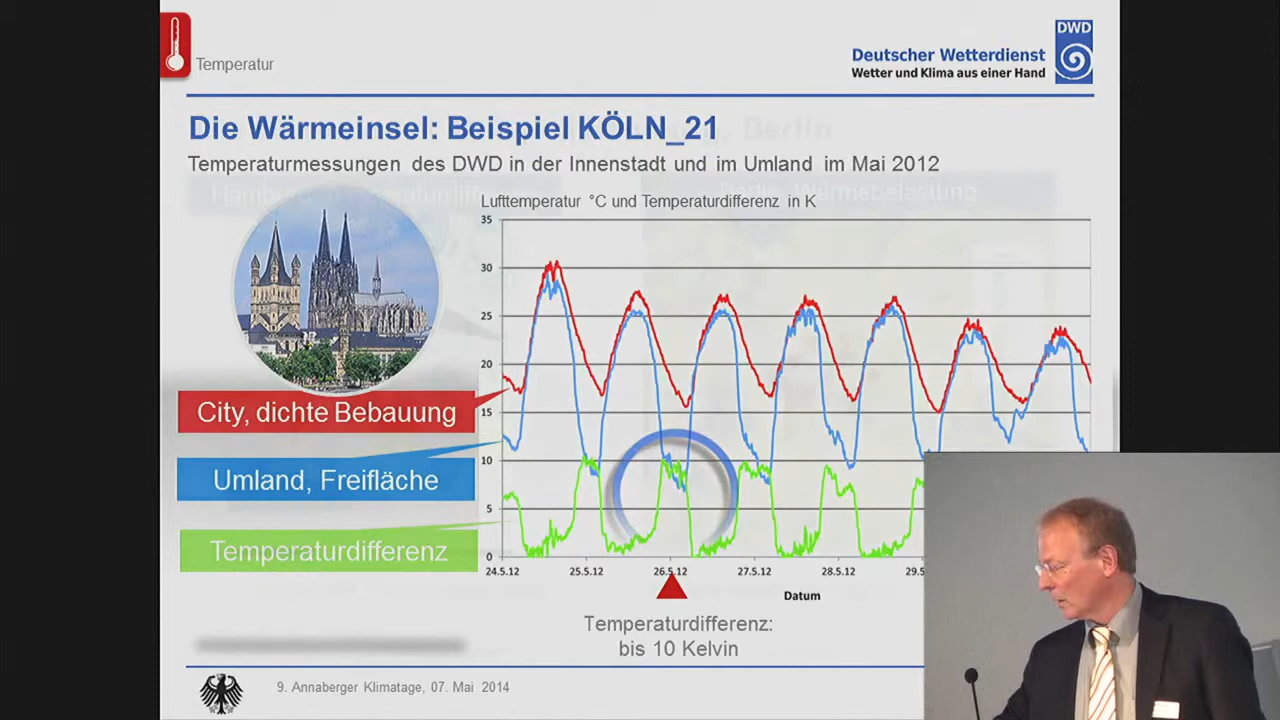 Temperatur
DWD
Deutscher Wetterdienst
Wetter und Klima aus einer Hand
Die Wärmeinsel: Beispiel KÖLN_21
Berlin
Temperaturmessungen des DWD in der Innenstadt und im Umland im Mai 2012
Lufttemperatur °C und Temperaturdifferenz in K
35
30
25
20
15
10
5
0
City, dichte Bebauung
Umland, Freifläche
Temperaturdifferenz
24.5.12 25.5.12 26.5.12 27.5.12 28.5.12 29.5
Datum
Temperaturdifferenz:
bis 10 Kelvin
9. Annaberger Klimatage, 07. Mai 2014